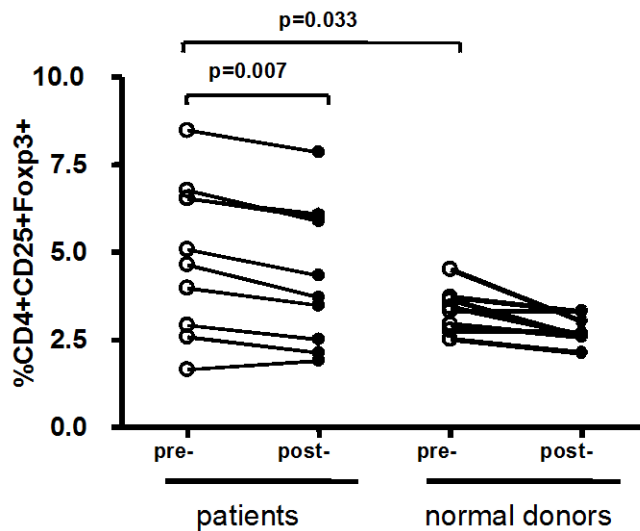 p=0.033
p=0.007
%CD4+CD25+Foxp3+
10.0
7.5
5.0
2.5
0.0
pre- post- pre- post-
patients normal donors